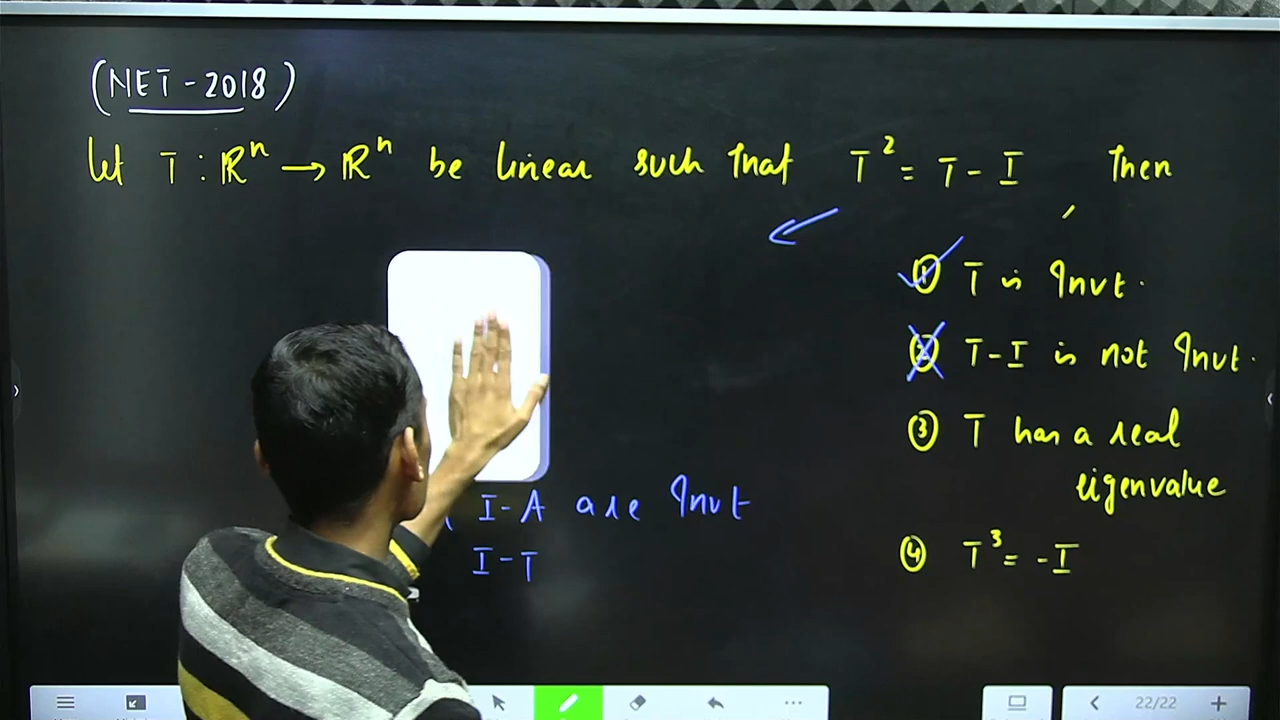 (NET - 2018)
let T : ℝⁿ → ℝⁿ be linear such that T² = T - I Then
① T is Invt.
② T-I is not Invt.
③ T has a real
eigenvalue
④ T³ = -I
I-A are Invt
I-T
22/22